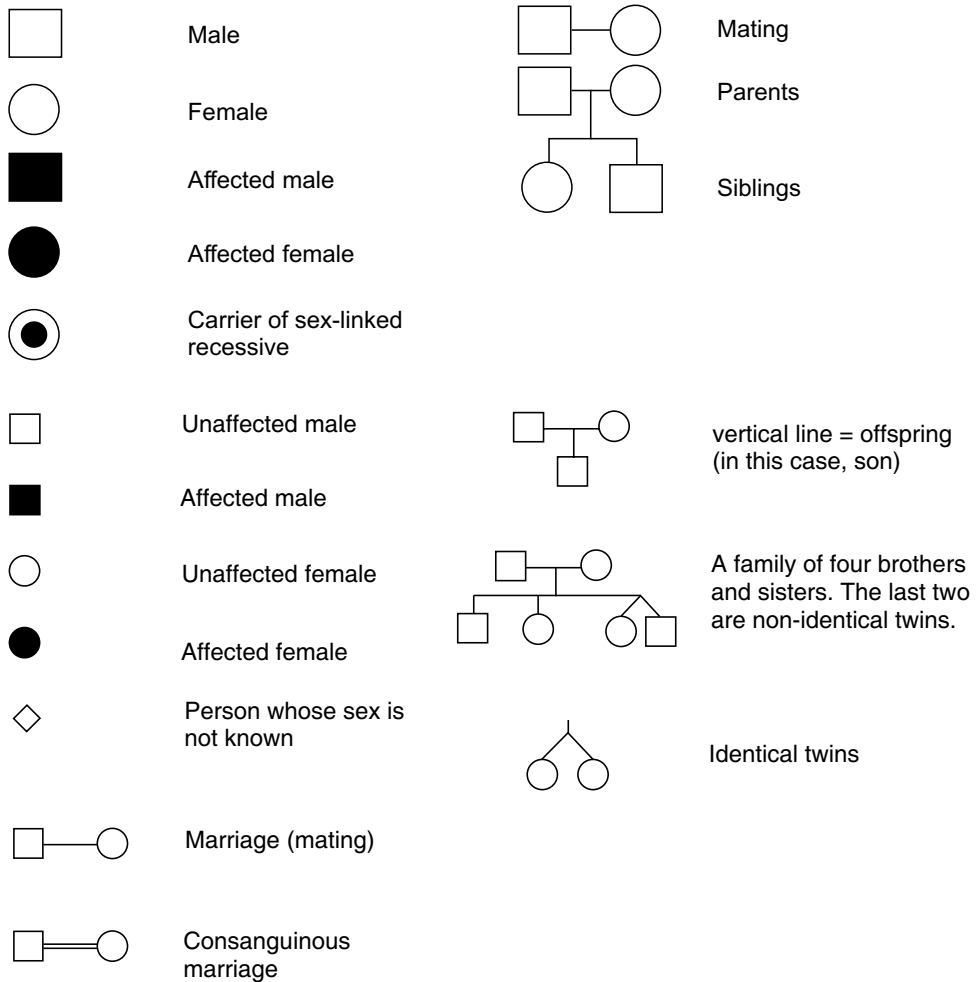 Male
Female
Affected male
Affected female
Carrier of sex-linked
recessive
Unaffected male
Affected male
Unaffected female
Affected female
Person whose sex is
not known
Marriage (mating)
Consanguinous
marriage
Mating
Parents
Siblings
vertical line = offspring
(in this case, son)
A family of four brothers
and sisters. The last two
are non-identical twins.
Identical twins